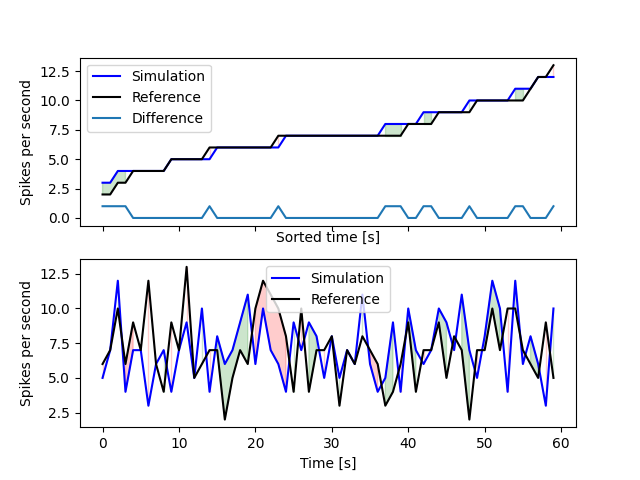 12.5
10.0
7.5
5.0
2.5
0.0
Spikes per second
Simulation
Reference
Difference
Sorted time [s]
12.5
10.0
7.5
5.0
2.5
Spikes per second
Simulation
Reference
0 10 20 30 40 50 60
Time [s]